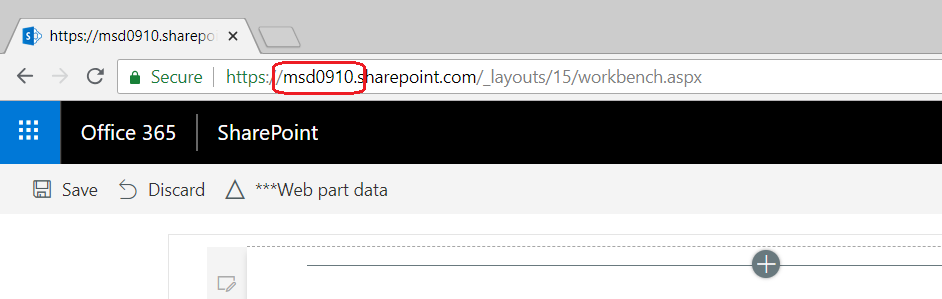 https://msd0910.sharepo
Secure https://msd0910.sharepoint.com/_layouts/15/workbench.aspx
Office 365 SharePoint
Save Discard ***Web part data